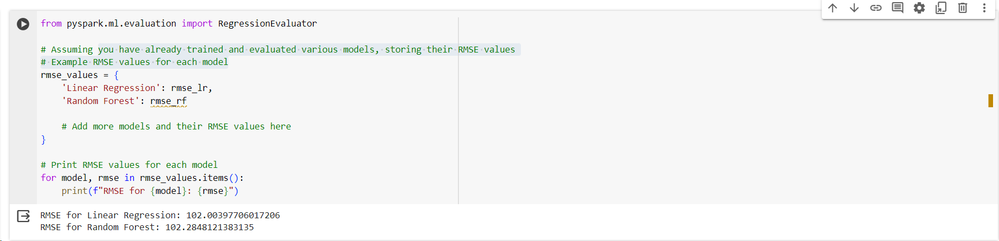 from pyspark.ml.evaluation import RegressionEvaluator
# Assuming you have already trained and evaluated various models, storing their RMSE values
# Example RMSE values for each model
rmse_values = {
    'Linear Regression': rmse_lr,
    'Random Forest': rmse_rf
    # Add more models and their RMSE values here
}
# Print RMSE values for each model
for model, rmse in rmse_values.items():
    print(f"RMSE for {model}: {rmse}")
RMSE for Linear Regression: 102.00397706017206
RMSE for Random Forest: 102.2848121383135